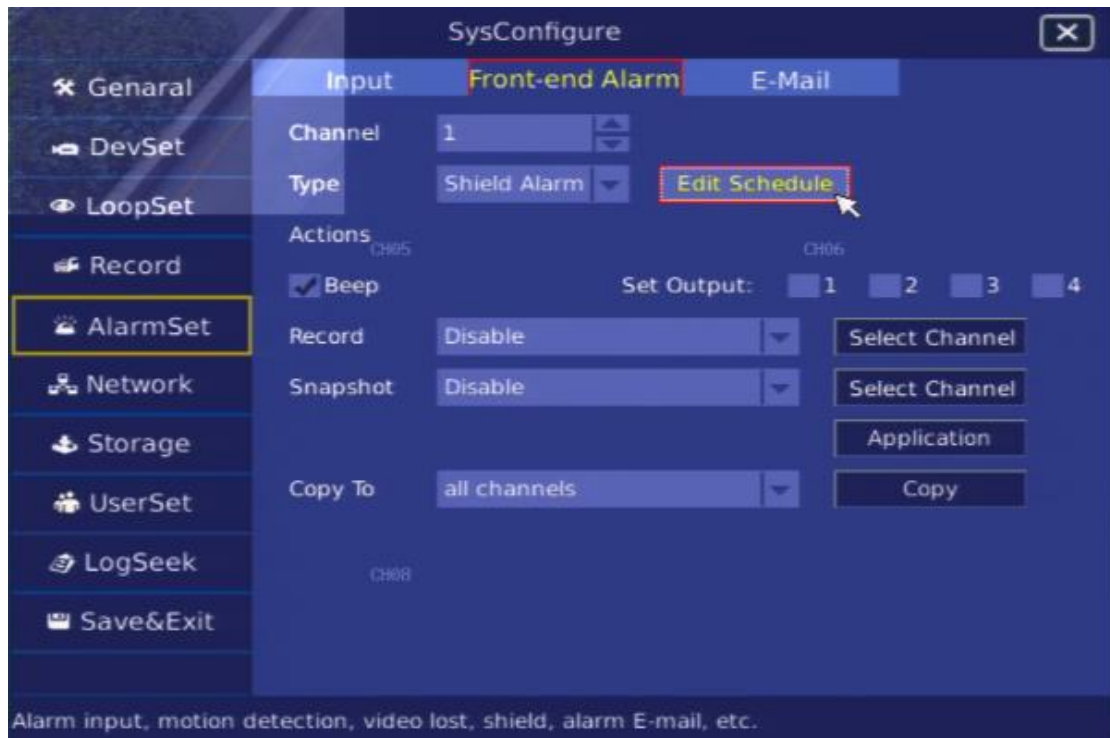 SysConfigure
Genaral
DevSet
LoopSet
Record
AlarmSet
Network
Storage
UserSet
LogSeek
Save&Exit
Input Front-end Alarm E-Mail
Channel 1
Type Shield Alarm Edit Schedule
Actions
CH05 CH06
Beep Set Output: 1 2 3 4
Record Disable Select Channel
Snapshot Disable Select Channel
Application
Copy To all channels Copy
CH08
Alarm input, motion detection, video lost, shield, alarm E-mail, etc.